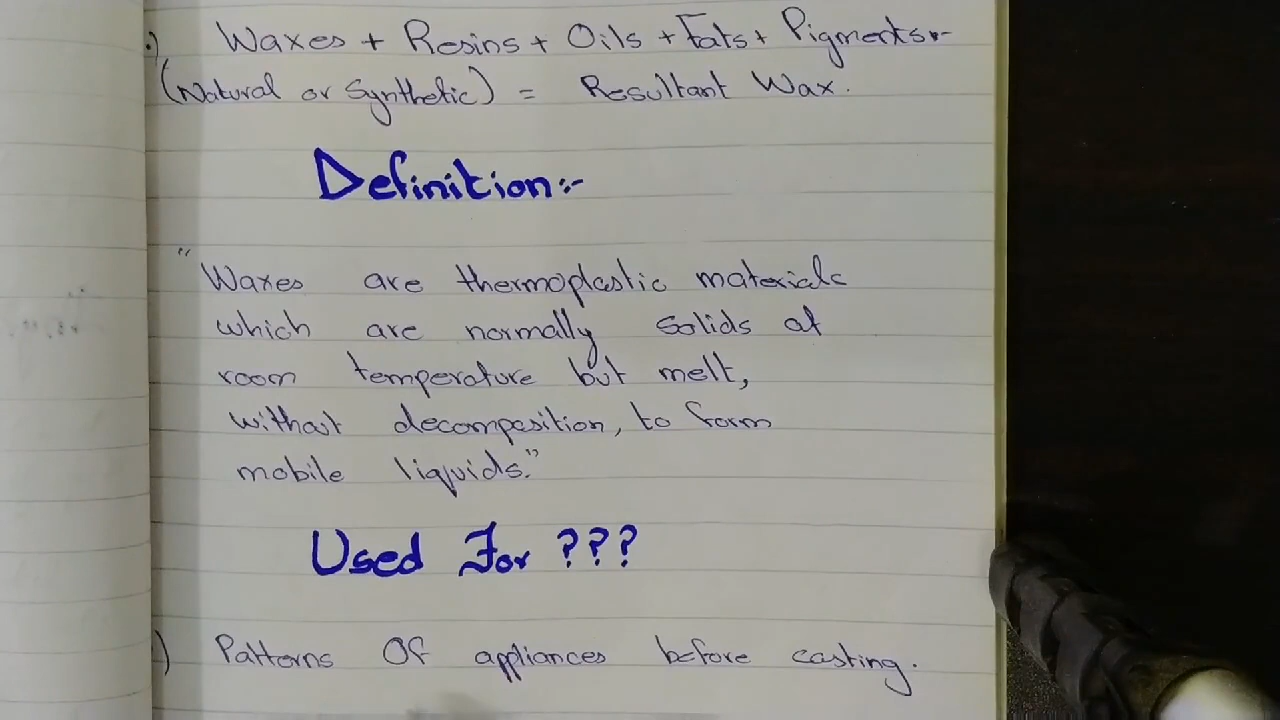 .) Waxes + Resins + Oils + Fats + Pigments:-
(Natural or Synthetic) = Resultant Wax.
Definition:-
"Waxes are thermoplastic materials
which are normally solids at
room temperature but melt,
without decomposition, to form
mobile liquids."
Used For ???
) Patterns Of appliances before casting.